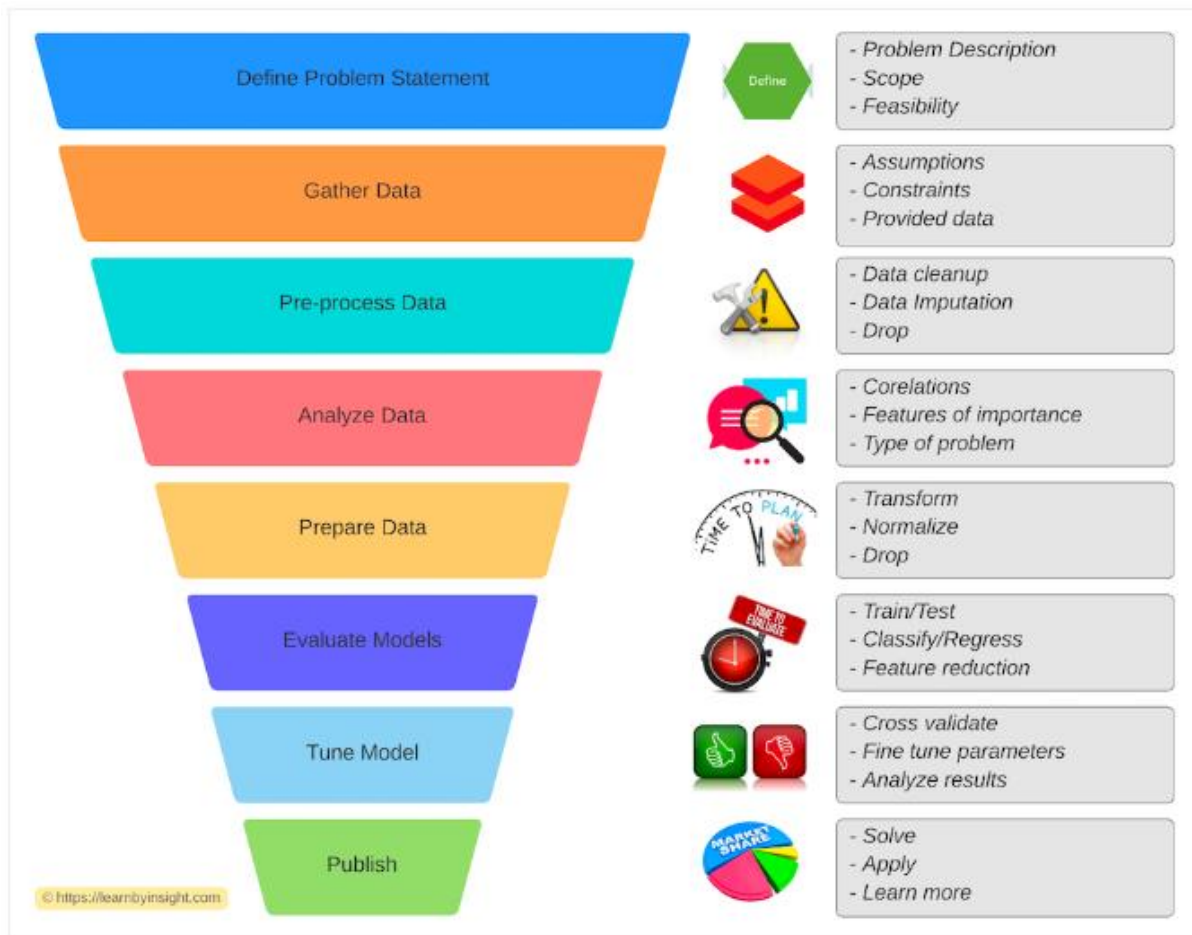 Define Problem Statement
Define
- Problem Description
- Scope
- Feasibility
Gather Data
- Assumptions
- Constraints
- Provided data
Pre-process Data
- Data cleanup
- Data Imputation
- Drop
Analyze Data
- Corelations
- Features of importance
- Type of problem
Prepare Data
TIME TO PLAN
- Transform
- Normalize
- Drop
Evaluate Models
TIME TO
EVALUATE
- Train/Test
- Classify/Regress
- Feature reduction
Tune Model
- Cross validate
- Fine tune parameters
- Analyze results
Publish
MARKET
SHARE
- Solve
- Apply
- Learn more
© https://learnbyinsight.com